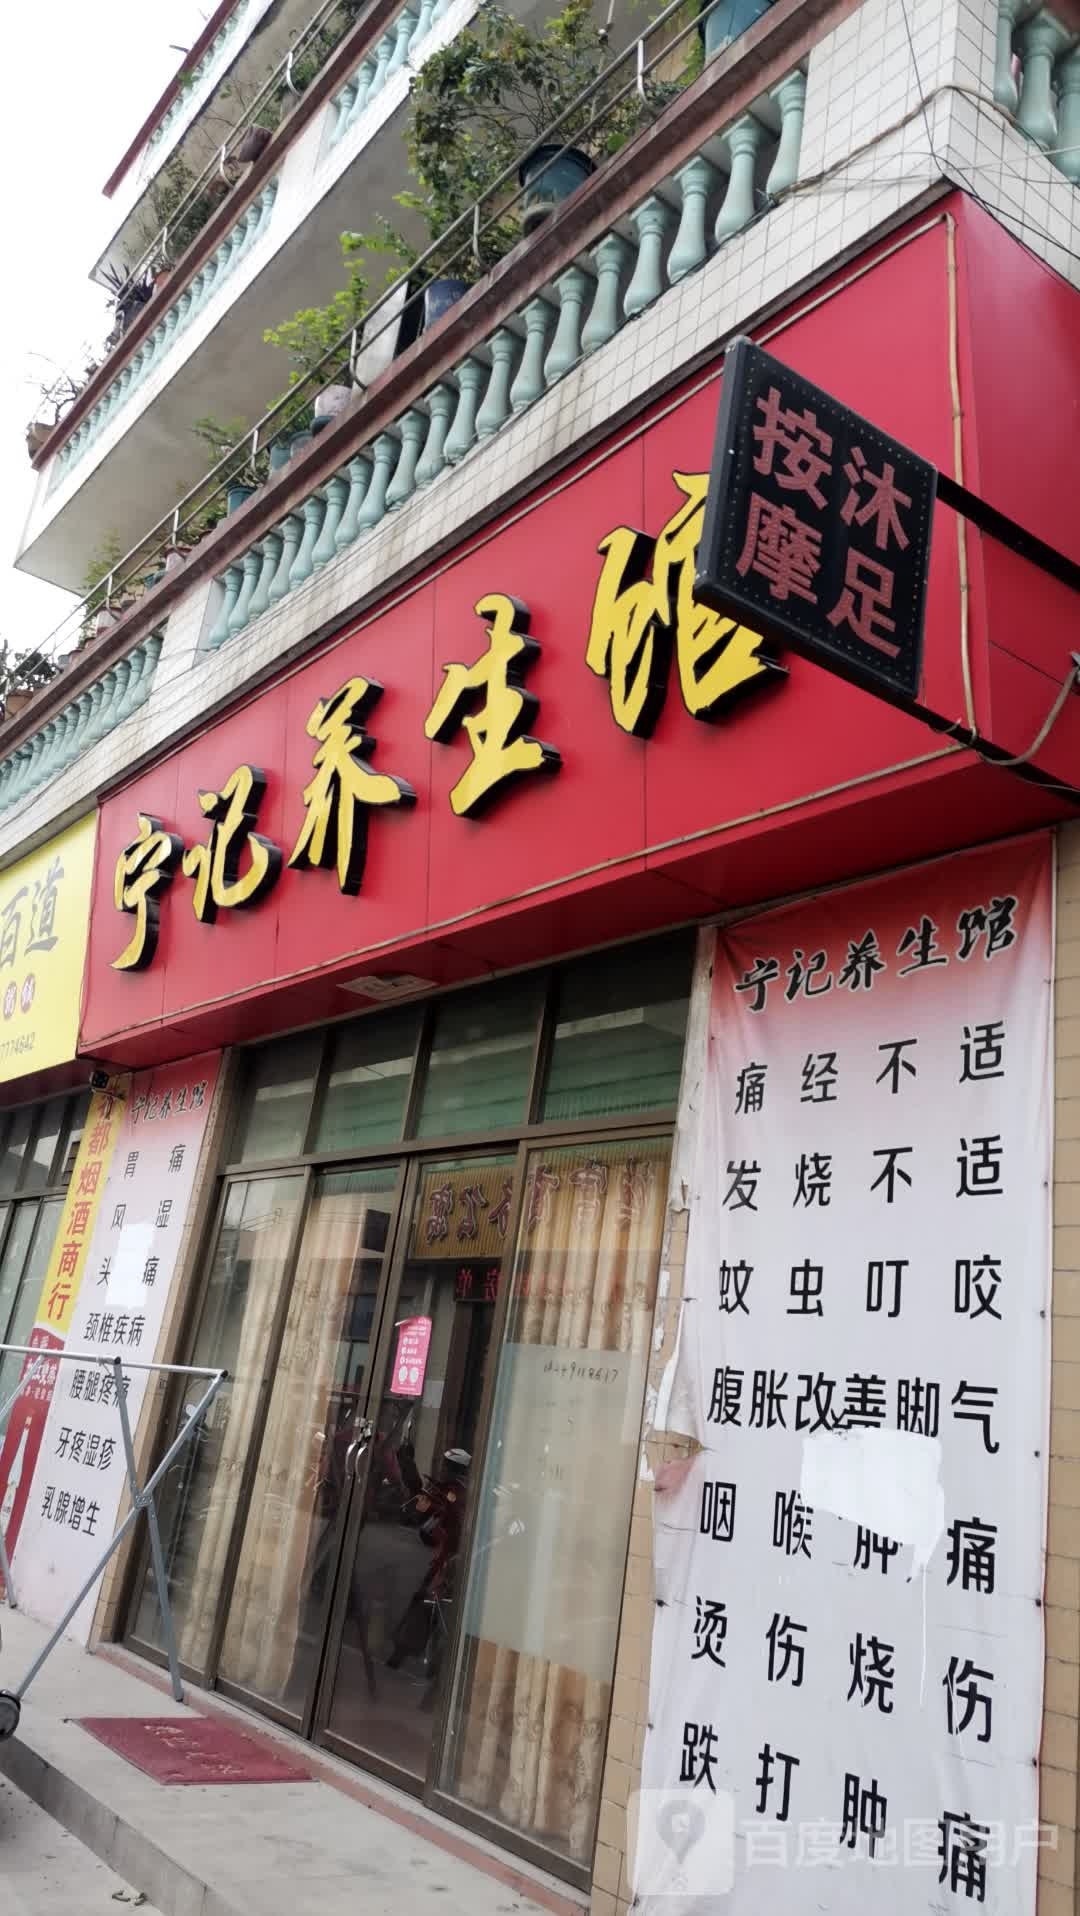 宁记养生馆
按摩
沐足
百道
7774642
宁记养生馆
痛经不适
发烧不适
蚊虫叮咬
腹胀改善脚气
咽喉肿痛
烫伤烧伤
跌打肿痛
宁记养生馆
胃痛
风湿
头痛
颈椎疾病
腰腿疼痛
牙疼湿疹
乳腺增生
都烟酒商行
百度地图用户